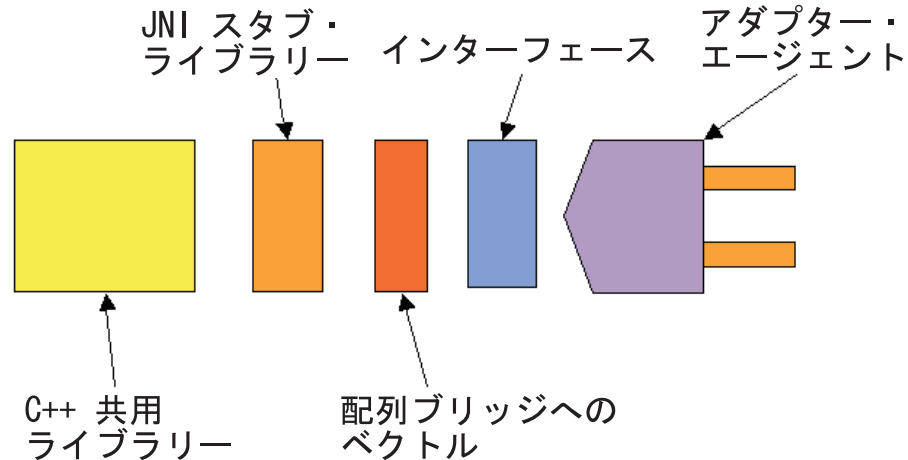 JNI スタブ・
ライブラリー
インターフェース
アダプター・
エージェント
C++ 共用
ライブラリー
配列ブリッジへの
ベクトル